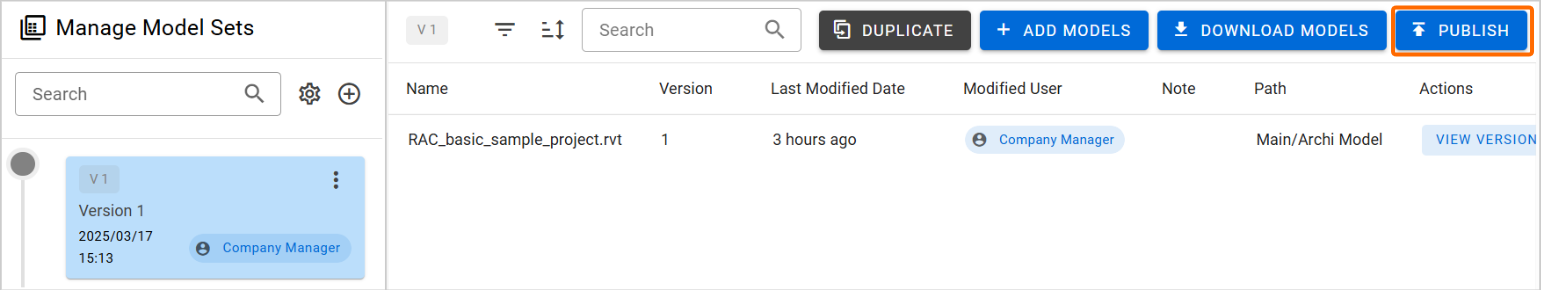 Manage Model Sets
Search
V 1
Version 1
2025/03/17
15:13
Company Manager
V 1
Search
DUPLICATE
ADD MODELS
DOWNLOAD MODELS
PUBLISH
Name Version Last Modified Date Modified User Note Path Actions
RAC_basic_sample_project.rvt 1 3 hours ago Company Manager Main/Archi Model VIEW VERSION